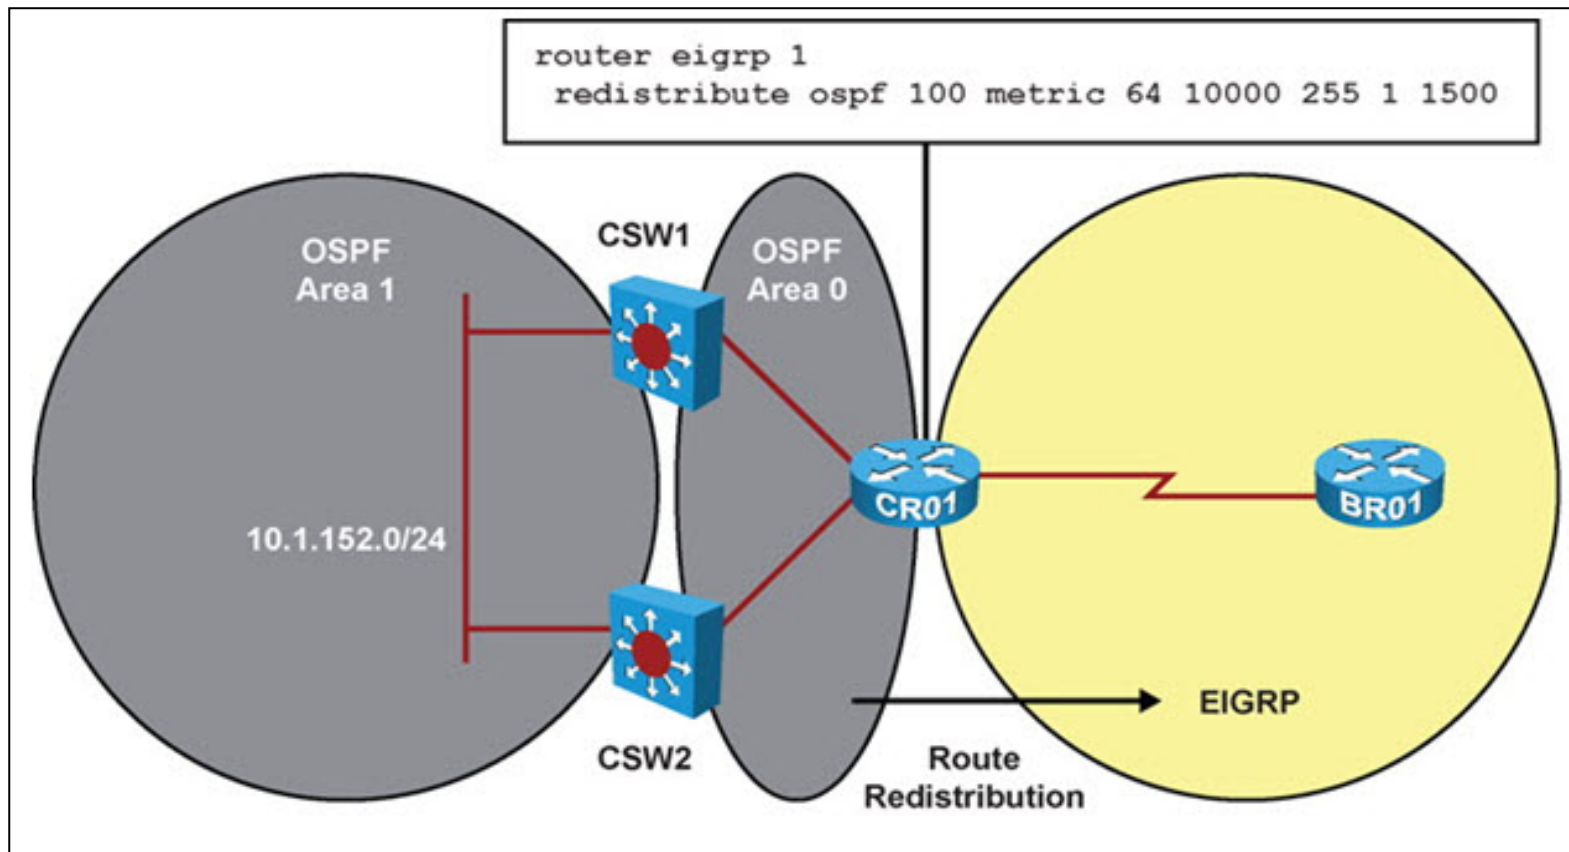 router eigrp 1
redistribute ospf 100 metric 64 10000 255 1 1500
CSW1
OSPF
Area 1
OSPF
Area 0
CR01
BR01
10.1.152.0/24
EIGRP
CSW2
Route
Redistribution